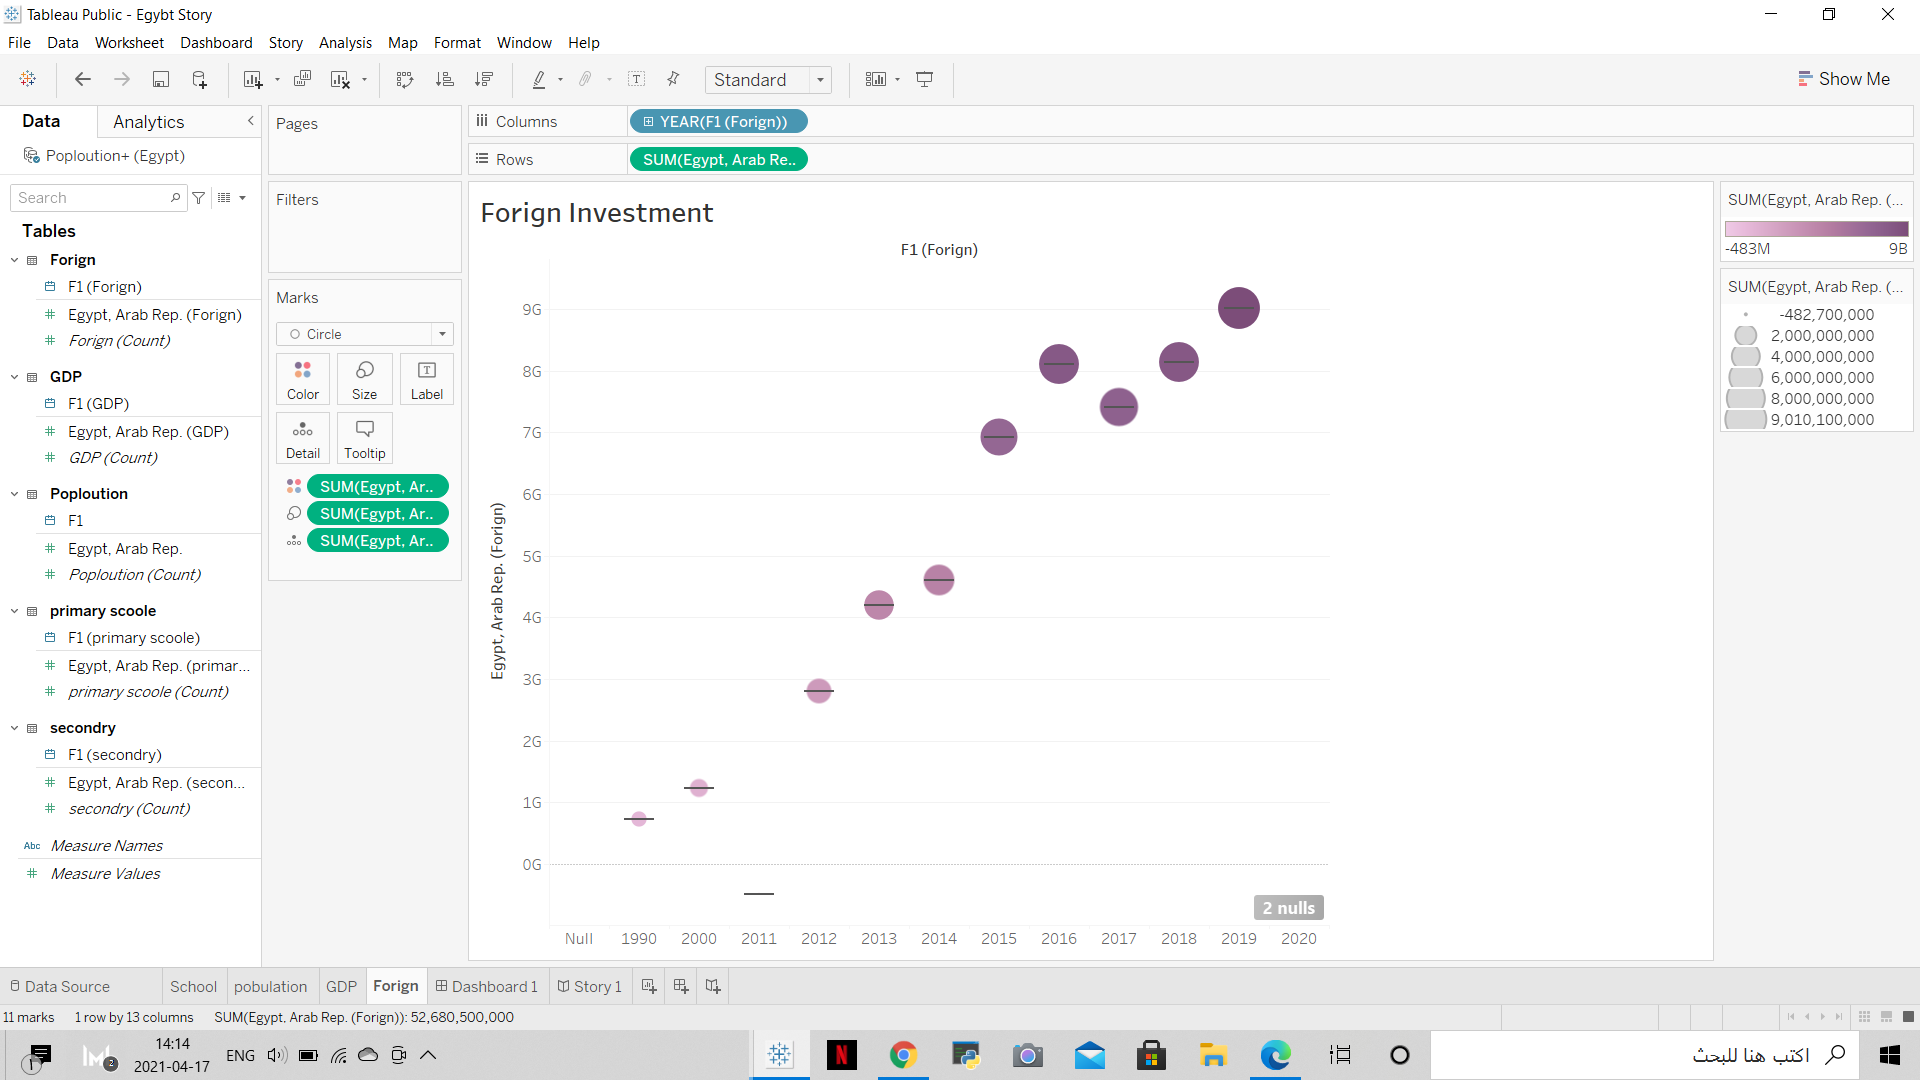 Tableau Public - Egybt Story
File Data Worksheet Dashboard Story Analysis Map Format Window Help
Standard
Show Me
Data Analytics
Poploution+ (Egypt)
Search
Tables
Forign
F1 (Forign)
Egypt, Arab Rep. (Forign)
Forign (Count)
GDP
F1 (GDP)
Egypt, Arab Rep. (GDP)
GDP (Count)
Poploution
F1
Egypt, Arab Rep.
Poploution (Count)
primary scoole
F1 (primary scoole)
Egypt, Arab Rep. (primar...
primary scoole (Count)
secondry
F1 (secondry)
Egypt, Arab Rep. (secon...
secondry (Count)
Abc Measure Names
Measure Values
Pages
Filters
Marks
Circle
Color Size Label
Detail Tooltip
SUM(Egypt, Ar..
SUM(Egypt, Ar..
SUM(Egypt, Ar..
Columns YEAR(F1 (Forign))
Rows SUM(Egypt, Arab Re..
Forign Investment
F1 (Forign)
Egypt, Arab Rep. (Forign)
9G
8G
7G
6G
5G
4G
3G
2G
1G
0G
2 nulls
Null 1990 2000 2011 2012 2013 2014 2015 2016 2017 2018 2019 2020
SUM(Egypt, Arab Rep. (...
-483M 9B
SUM(Egypt, Arab Rep. (...
-482,700,000
2,000,000,000
4,000,000,000
6,000,000,000
8,000,000,000
9,010,100,000
Data Source School pobulation GDP Forign Dashboard 1 Story 1
11 marks 1 row by 13 columns SUM(Egypt, Arab Rep. (Forign)): 52,680,500,000
1 2 14:14 ENG
2021-04-17
N
اكتب هنا للبحث